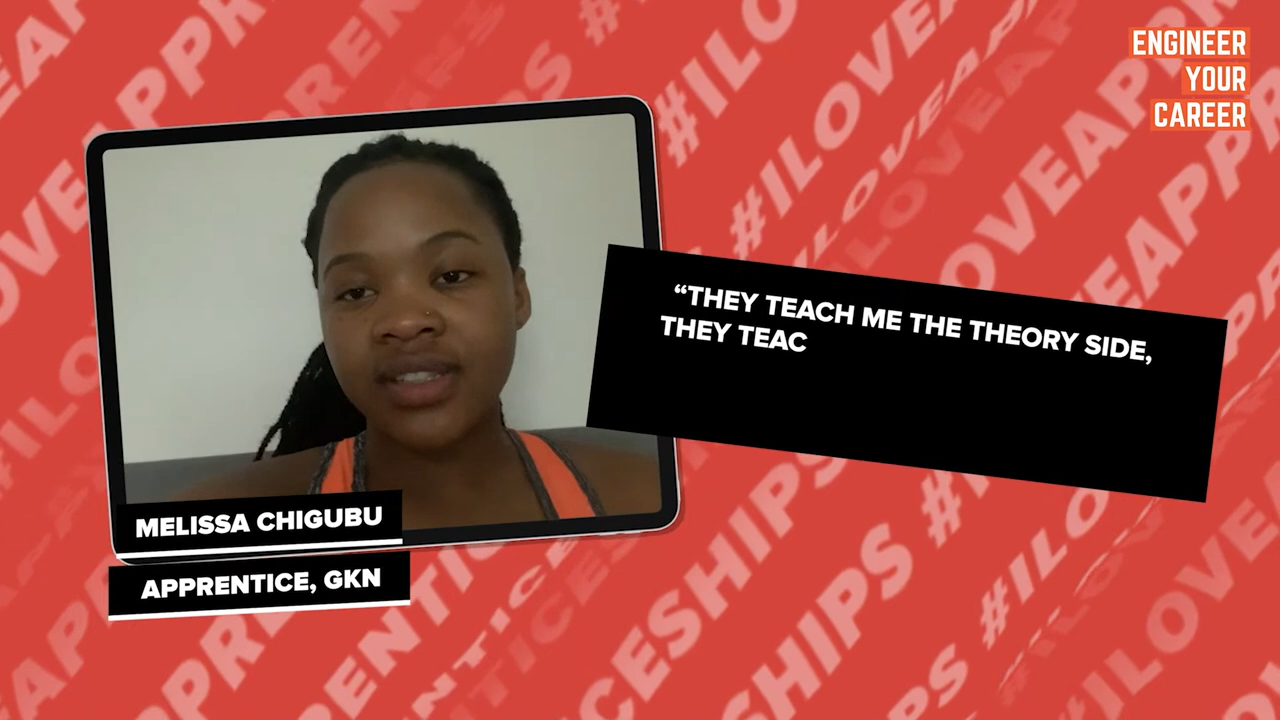 ENGINEER
YOUR
CAREER
“THEY TEACH ME THE THEORY SIDE,
THEY TEAC
MELISSA CHIGUBU
APPRENTICE, GKN